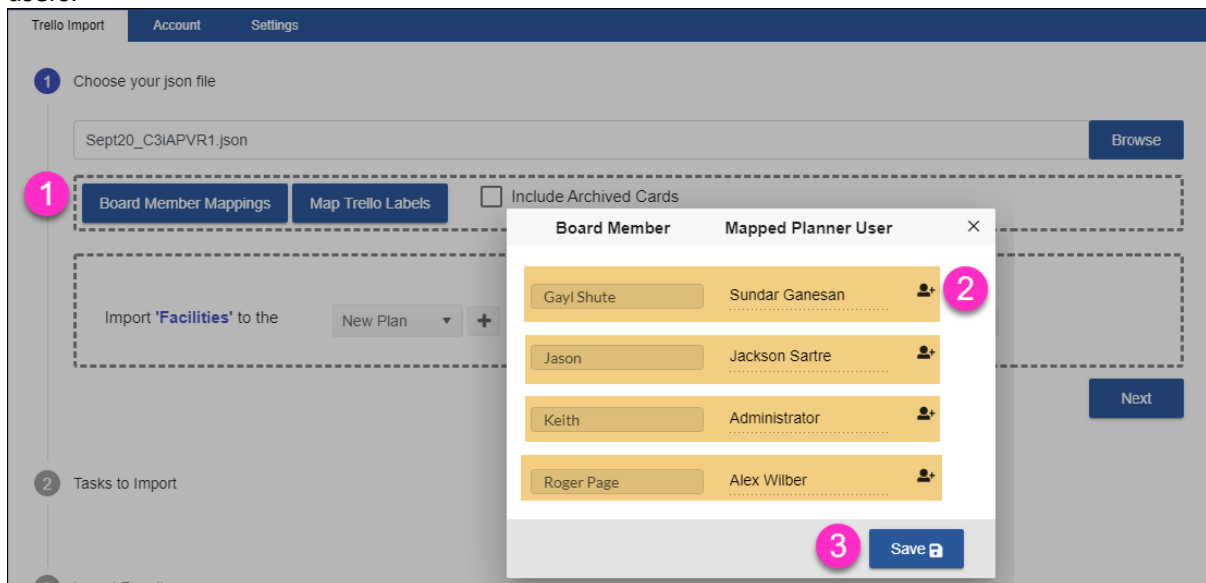 users.
Trello Import Account Settings
1 Choose your json file
Sept20_C3iAPVR1.json Browse
1 Board Member Mappings Map Trello Labels Include Archived Cards
Board Member Mapped Planner User ×
Gayl Shute Sundar Ganesan 2
Import 'Facilities' to the New Plan +
Jason Jackson Sartre
Next
Keith Administrator
2 Tasks to Import
Roger Page Alex Wilber
3 Save